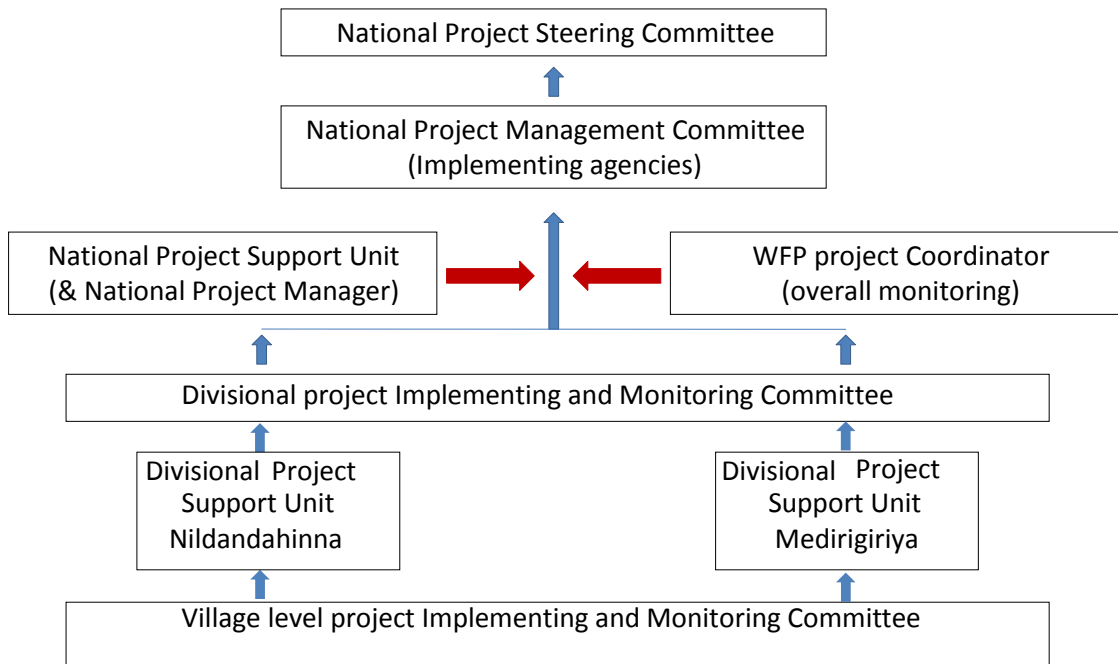 National Project Steering Committee
National Project Management Committee
(Implementing agencies)
National Project Support Unit
(& National Project Manager)
WFP project Coordinator
(overall monitoring)
Divisional project Implementing and Monitoring Committee
Divisional Project
Support Unit
Nildandahinna
Divisional Project
Support Unit
Medirigiriya
Village level project Implementing and Monitoring Committee